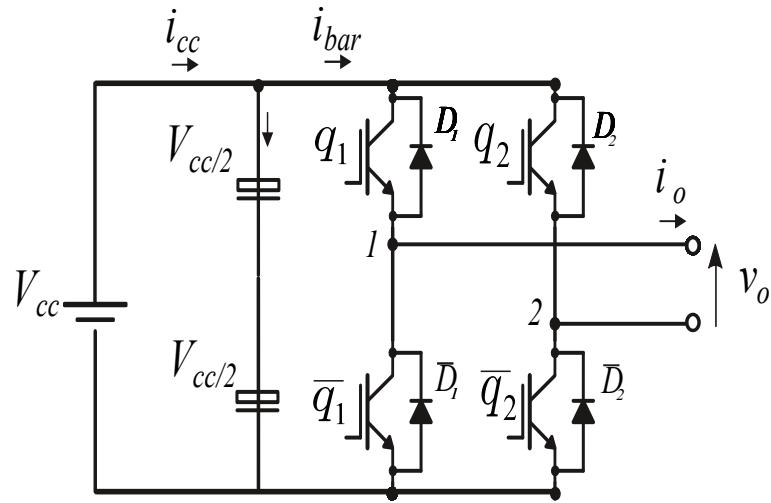 i_cc
i_bar
V_cc/2
q_1
D_1
q_2
D_2
i_o
1
V_cc
v_o
2
V_cc/2
q̅_1
D̅_1
q̅_2
D̅_2